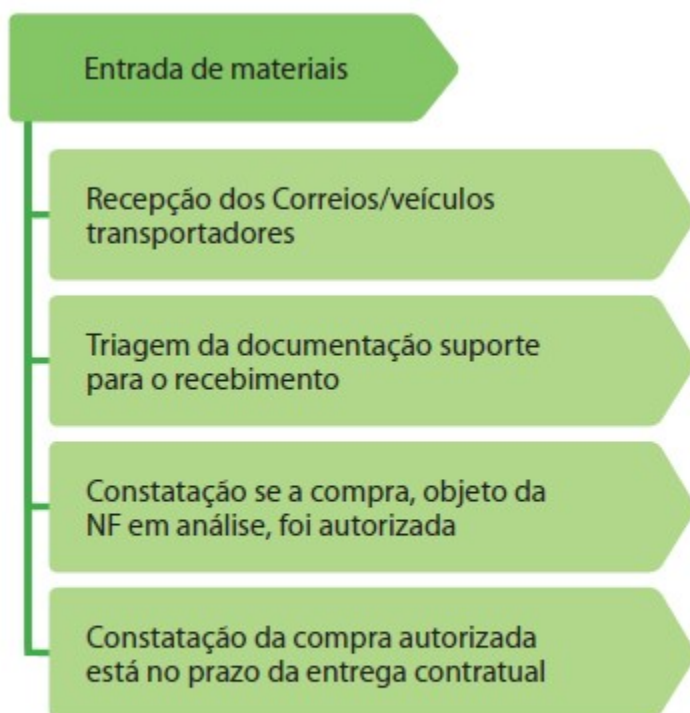 Entrada de materiais
Recepção dos Correios/veículos
transportadores
Triagem da documentação suporte
para o recebimento
Constatação se a compra, objeto da
NF em análise, foi autorizada
Constatação da compra autorizada
está no prazo da entrega contratual